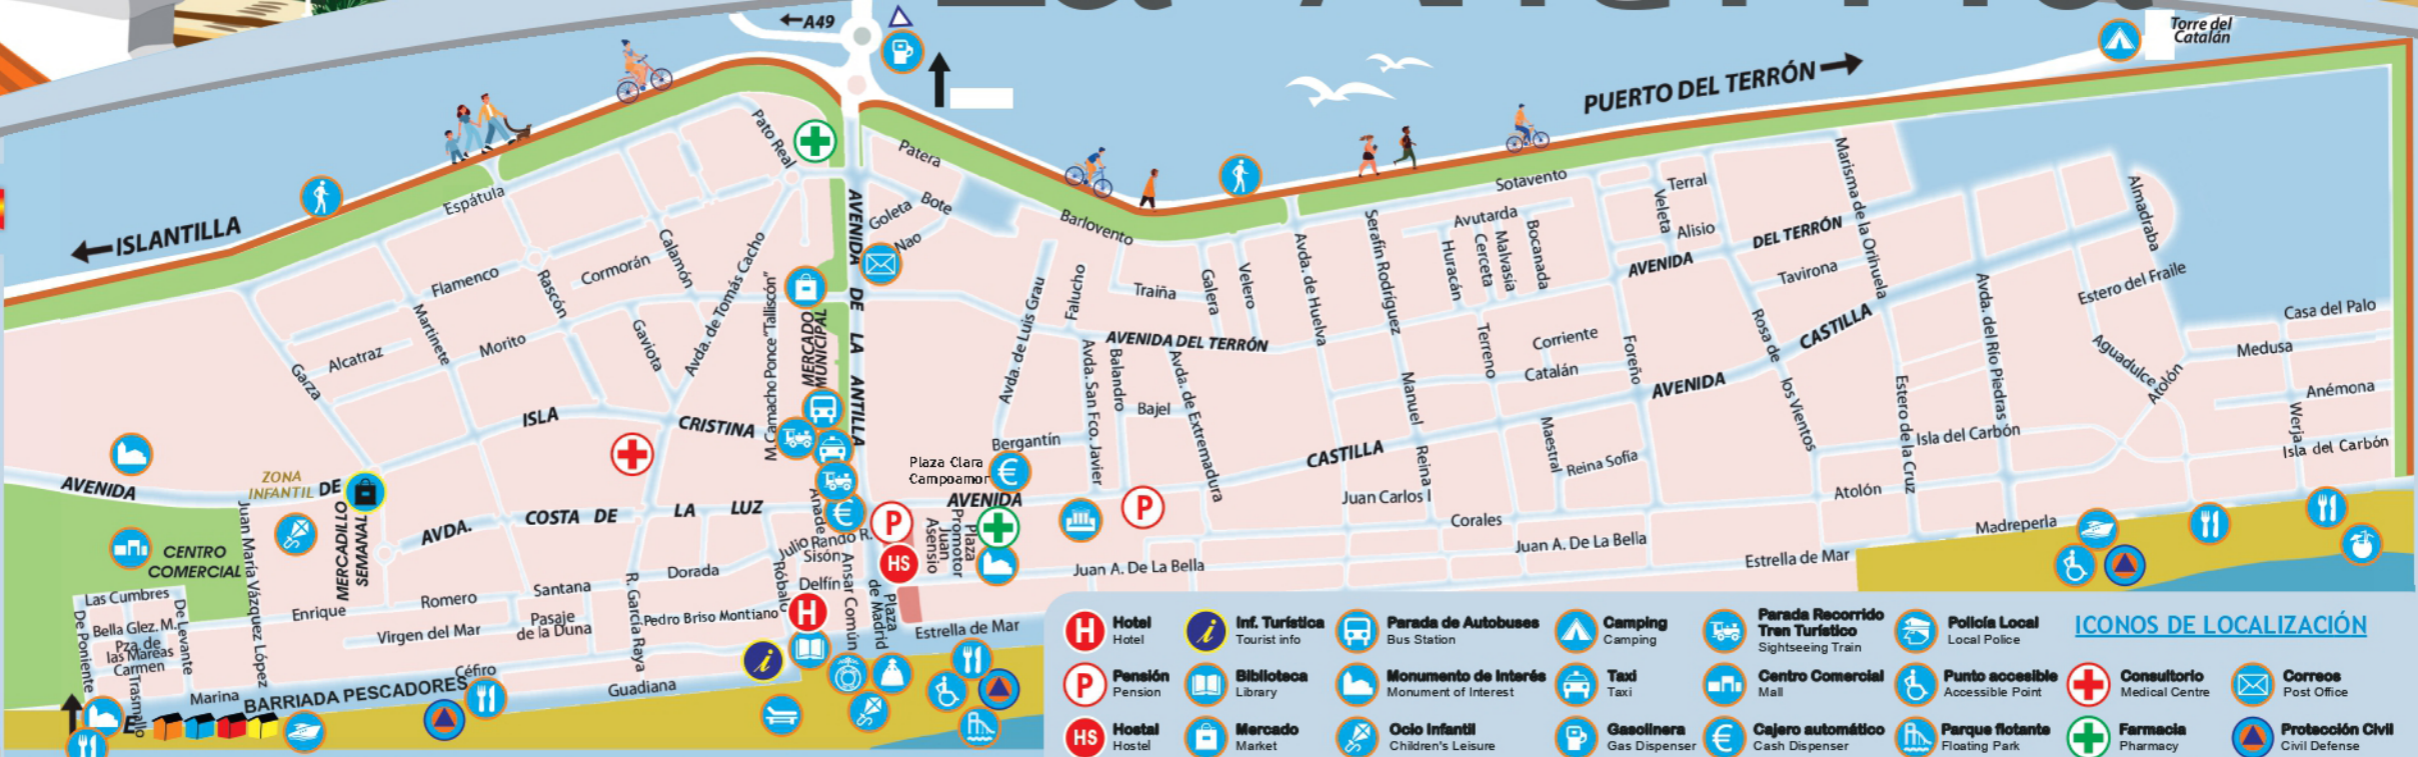 La Antilla
←A49
Torre del
Catalán
PUERTO DEL TERRÓN
ISLANTILLA
Pato Real
Patera
Espátula
Sotavento
Terral
Veleta
Alisio
Marisma de la Orihuela
Almadraba
Goleta
Bote
Nao
Barlovento
Avutarda
Huracán
Cerceta
Malvasía
Bocanada
Serafín Rodríguez
Avda. de Huelva
AVENIDA
DEL TERRÓN
Tavirona
Estero del Fraile
Flamenco
Rascón
Cormorán
Calamón
Avda. de Tomás Cacho
M.Camacho Ponce "Talliscón"
MERCADO
MUNICIPAL
AVENIDA DE LA ANTILLA
Avda. de Luis Grau
Falucho
Traiña
Galera
Velero
AVENIDA DEL TERRÓN
Casa del Palo
Medusa
Anémona
Werja
Aguadulce
Atolón
Avda. del Río Piedras
Martinete
Morito
Gaviota
Alcatraz
Garza
Terreno
Corriente
Catalán
Foreño
Rosa de los Vientos
AVENIDA
CASTILLA
Avda. San Fco. Javier
Balandro
Bajel
Avda. de Extremadura
Manuel Reina
Maestral
Reina Sofía
Estero de la Cruz
Isla del Carbón
Isla del Carbón
ISLA
CRISTINA
Bergantín
Plaza Clara
Campoamor
AVENIDA
CASTILLA
Juan Carlos I
Corales
Atolón
Madreperla
AVENIDA
ZONA
INFANTIL
DE
MERCADILLO
SEMANAL
Juan María Vázquez López
CENTRO
COMERCIAL
AVDA.
COSTA DE
LA
LUZ
Anade
Julio Rando R.
Sisón
Delfín
Róbalo
Ansar Común
Plaza
de Madrid
Juan
Asensio
Plaza
Promotor
Juan A. De La Bella
Juan A. De La Bella
Estrella de Mar
Las Cumbres
De Poniente
Bella Glez. M.
Pza. de
las Mareas
Carmen
De Levante
Trasmallo
Enrique
Romero
Santana
Dorada
Virgen del Mar
Pasaje
de la Duna
R. García Raya
Pedro Briso Montiano
Estrella de Mar
Céfiro
Marina
BARRIADA PESCADORES
Guadiana
E
P
P
HS
H
i
€
€
H
Hotel
Hotel
P
Pensión
Pension
HS
Hostal
Hostel
i
Inf. Turística
Tourist info
Biblioteca
Library
Mercado
Market
Parada de Autobuses
Bus Station
Monumento de Interés
Monument of Interest
Ocio Infantil
Children's Leisure
Camping
Camping
Taxi
Taxi
Gasolinera
Gas Dispenser
Parada Recorrido
Tren Turístico
Sightseeing Train
Centro Comercial
Mall
€
Cajero automático
Cash Dispenser
Policía Local
Local Police
Punto accesible
Accessible Point
Parque flotante
Floating Park
ICONOS DE LOCALIZACIÓN
Consultorio
Medical Centre
Correos
Post Office
Farmacia
Pharmacy
Protección Civil
Civil Defense